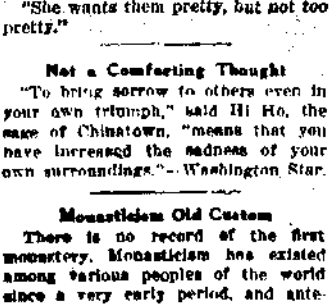 "She wants them pretty, but not too
pretty."
Not a Comforting Thought
"To bring sorrow to others even in
your own triumph," said Hi Ho, the
sage of Chinatown, "means that you
have increased the sadness of your
own surroundings."—Washington Star.
Monasticism Old Custom
There is no record of the first
monastery. Monasticism has existed
among various peoples of the world
since a very early period, and ante-